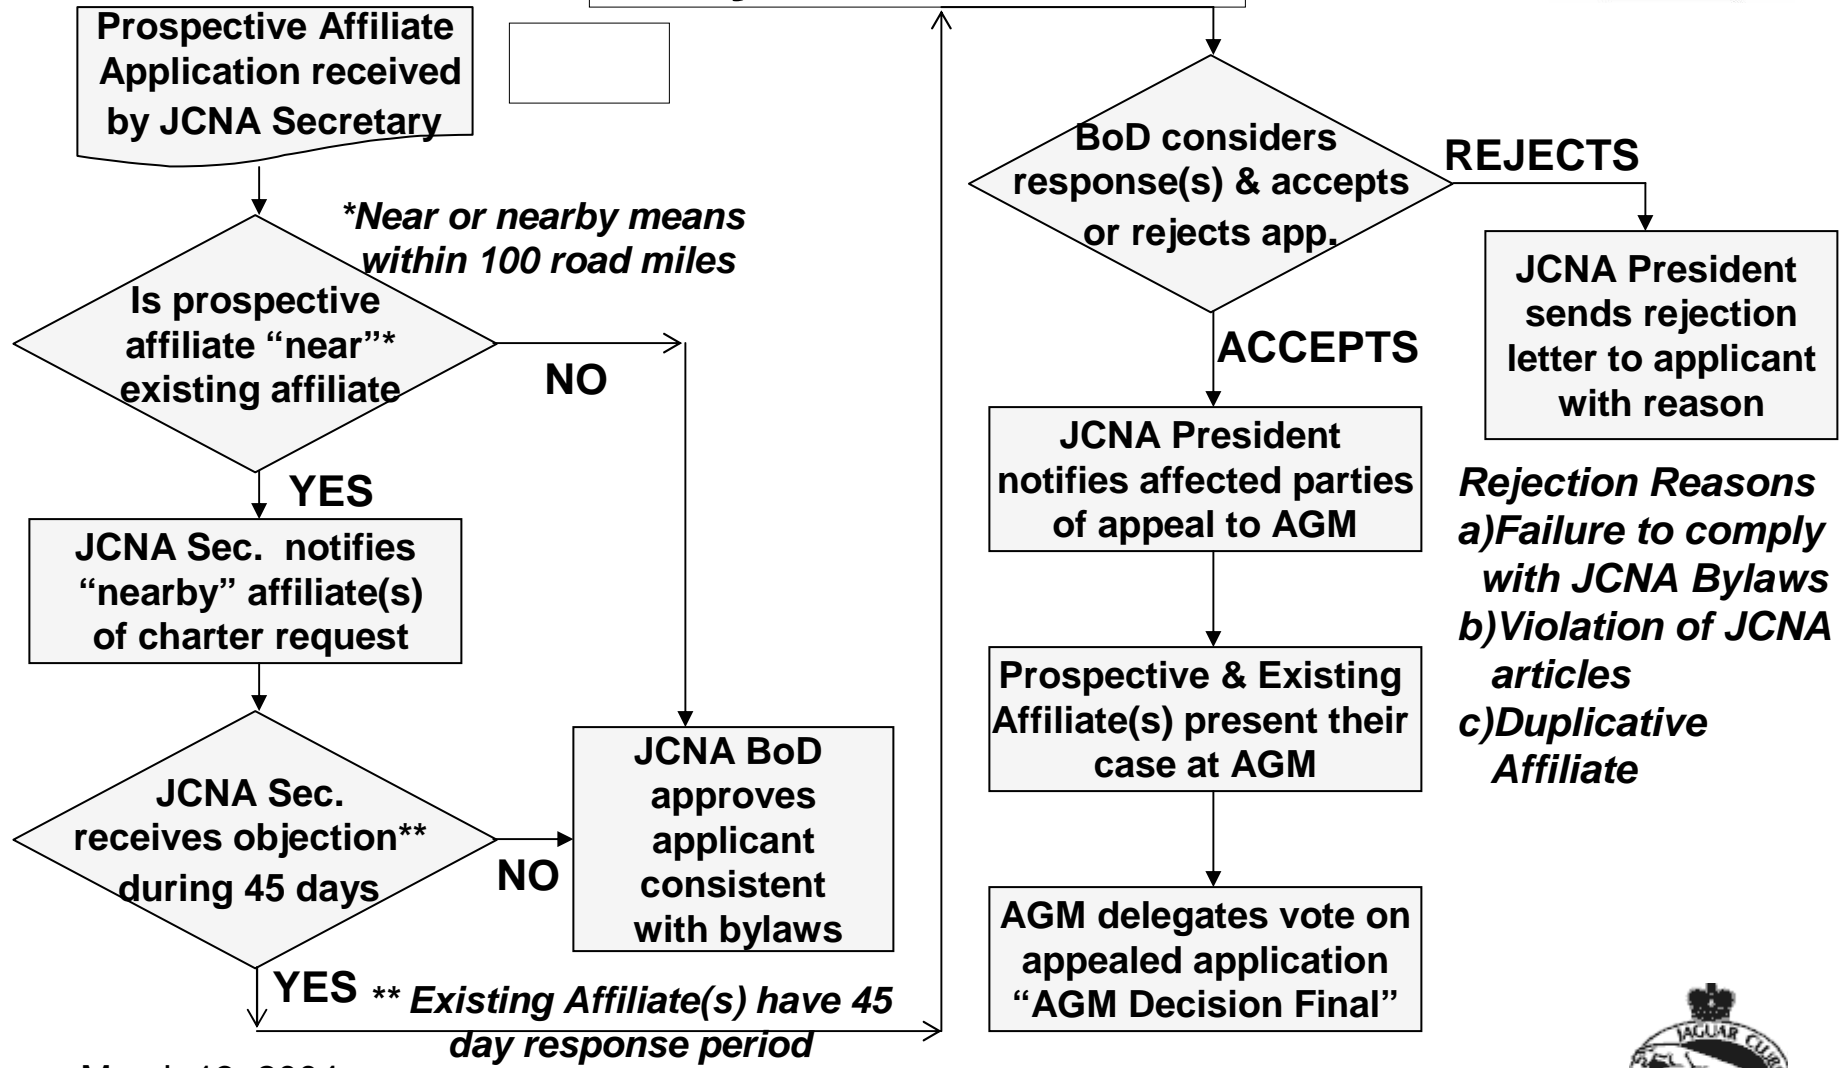 Prospective Affiliate
Application received
by JCNA Secretary
*Near or nearby means
within 100 road miles
Is prospective
affiliate “near”*
existing affiliate
NO
YES
JCNA Sec.  notifies
“nearby” affiliate(s)
of charter request
JCNA Sec.
receives objection**
during 45 days
NO
JCNA BoD
approves
applicant
consistent
with bylaws
YES
** Existing Affiliate(s) have 45
day response period
BoD considers
response(s) & accepts
or rejects app.
REJECTS
JCNA President
sends rejection
letter to applicant
with reason
ACCEPTS
JCNA President
notifies affected parties
of appeal to AGM
Rejection Reasons
a)Failure to comply
with JCNA Bylaws
b)Violation of JCNA
articles
c)Duplicative
Affiliate
Prospective & Existing
Affiliate(s) present their
case at AGM
AGM delegates vote on
appealed application
“AGM Decision Final”
JAGUAR